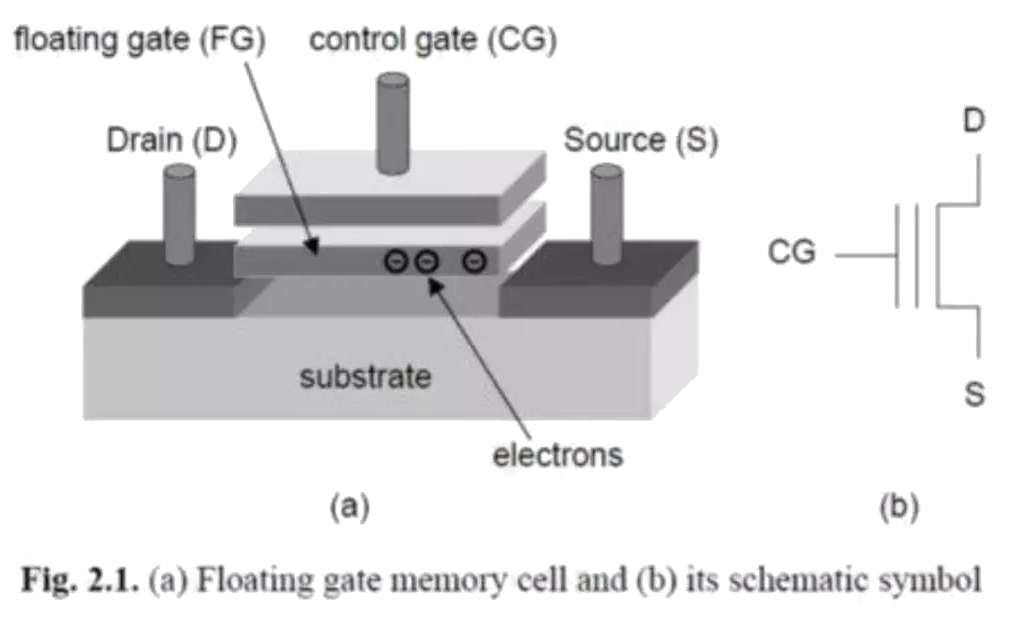 floating gate (FG) control gate (CG)
Drain (D)
Source (S)
D
CG
substrate
S
electrons
(a)
(b)
Fig. 2.1. (a) Floating gate memory cell and (b) its schematic symbol